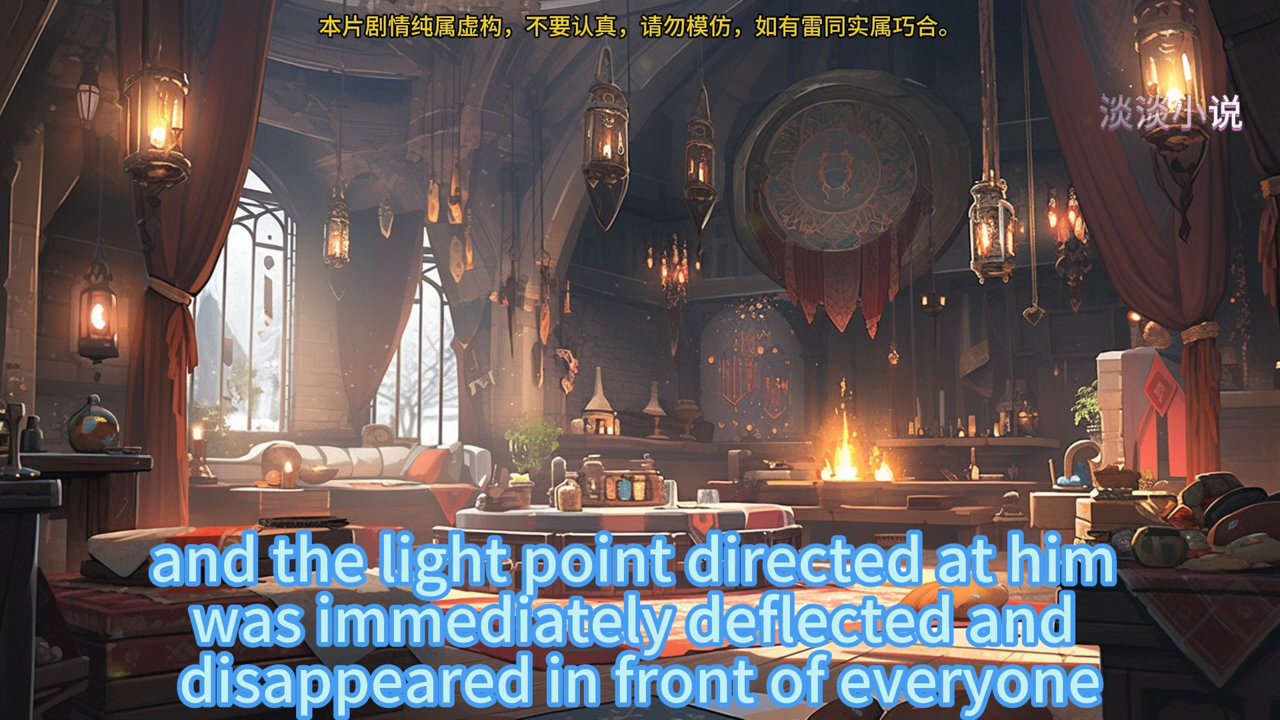 本片剧情纯属虚构，不要认真，请勿模仿，如有雷同实属巧合。
淡淡小说
and the light point directed at him
was immediately deflected and
disappeared in front of everyone